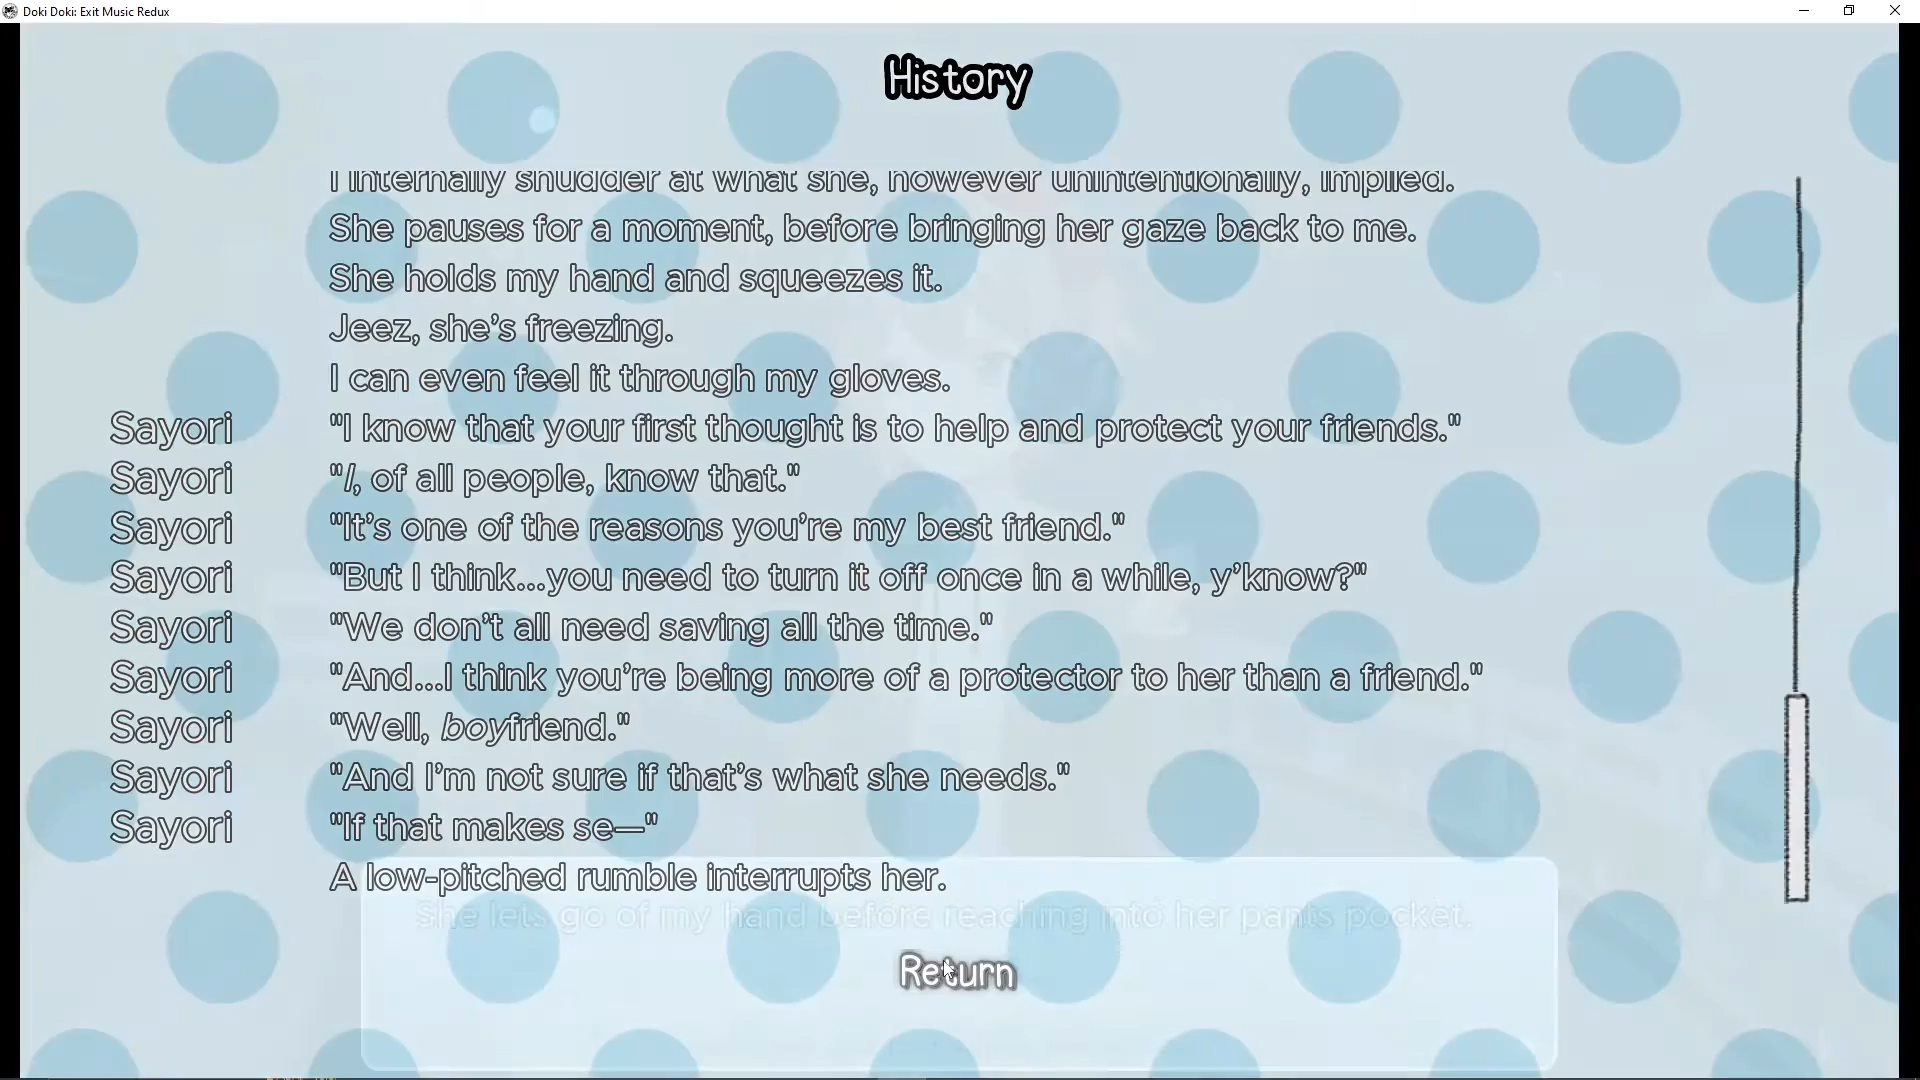 Doki Doki: Exit Music Redux
History
I internally shudder at what she, however unintentionally, implied.
She pauses for a moment, before bringing her gaze back to me.
She holds my hand and squeezes it.
Jeez, she's freezing.
I can even feel it through my gloves.
Sayori "I know that your first thought is to help and protect your friends."
Sayori "I, of all people, know that."
Sayori "It's one of the reasons you're my best friend."
Sayori "But I think...you need to turn it off once in a while, y'know?"
Sayori "We don't all need saving all the time."
Sayori "And...I think you're being more of a protector to her than a friend."
Sayori "Well, boyfriend."
Sayori "And I'm not sure if that's what she needs."
Sayori "If that makes se—"
A low-pitched rumble interrupts her.
She lets go of my hand before reaching into her pants pocket.
Return